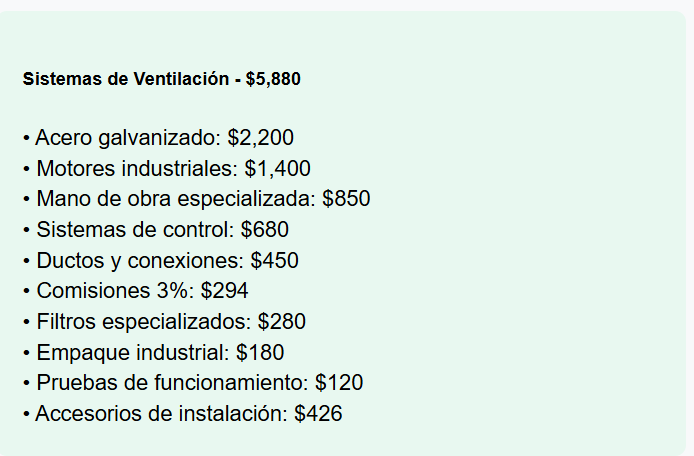 Sistemas de Ventilación - $5,880
• Acero galvanizado: $2,200
• Motores industriales: $1,400
• Mano de obra especializada: $850
• Sistemas de control: $680
• Ductos y conexiones: $450
• Comisiones 3%: $294
• Filtros especializados: $280
• Empaque industrial: $180
• Pruebas de funcionamiento: $120
• Accesorios de instalación: $426